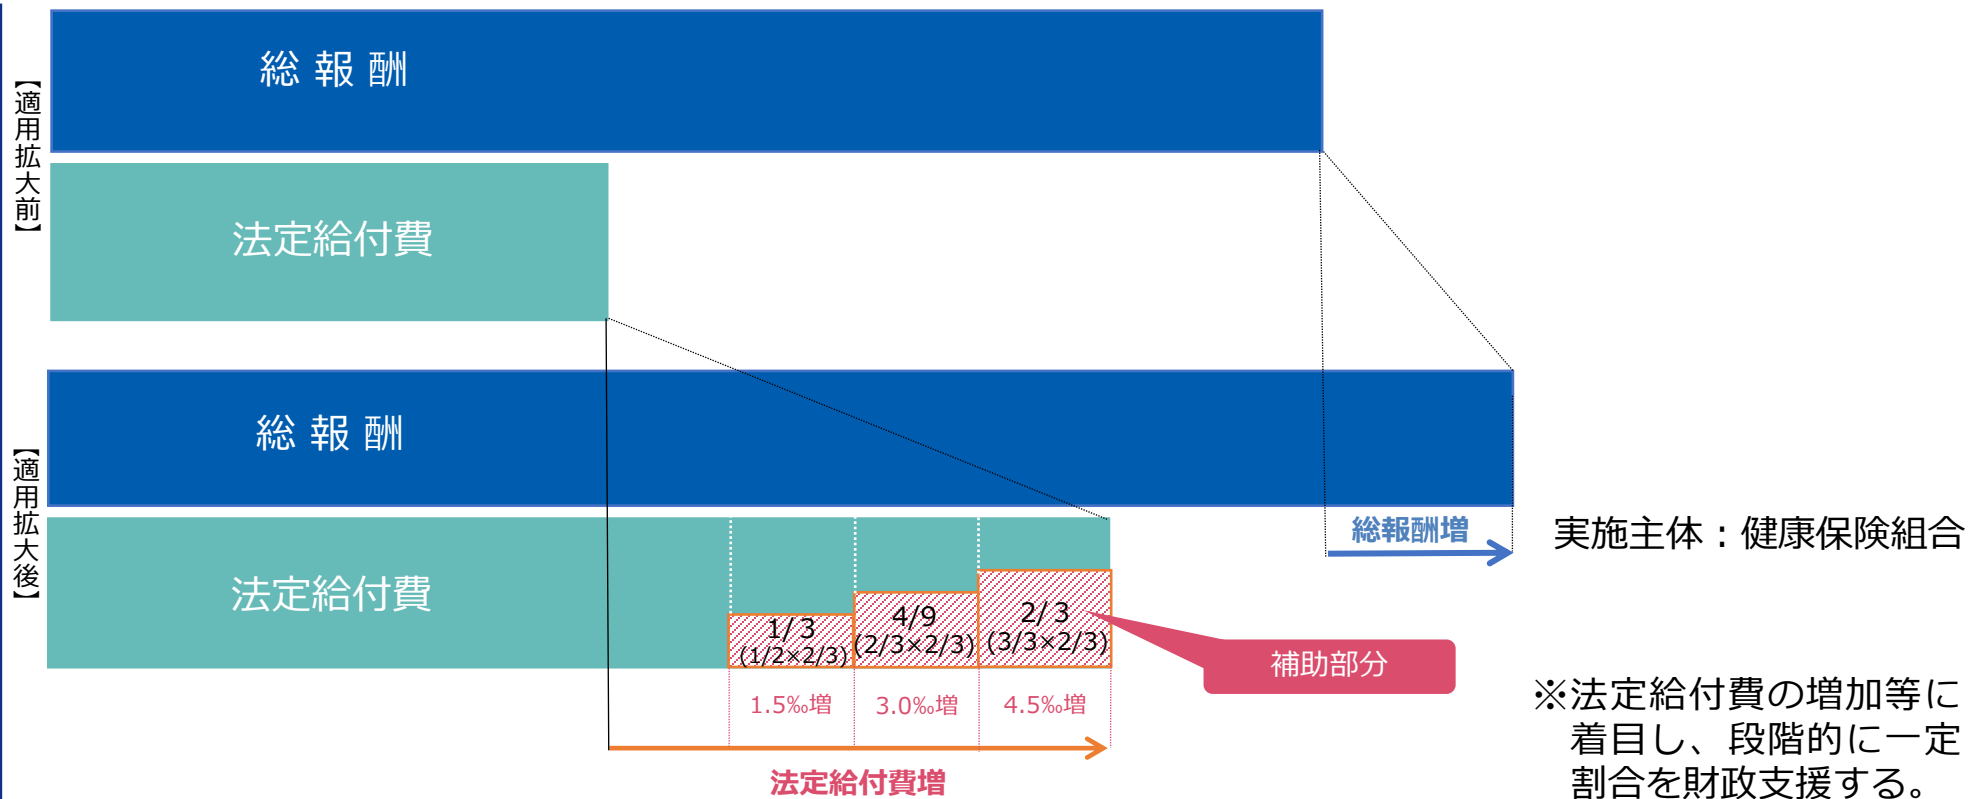 【適用拡大前】
総 報 酬
法定給付費
【適用拡大後】
総 報 酬
総報酬増
実施主体：健康保険組合
法定給付費
1/3
(1/2×2/3)
4/9
(2/3×2/3)
2/3
(3/3×2/3)
補助部分
1.5‰増
3.0‰増
4.5‰増
法定給付費増
※法定給付費の増加等に
着目し、段階的に一定
割合を財政支援する。